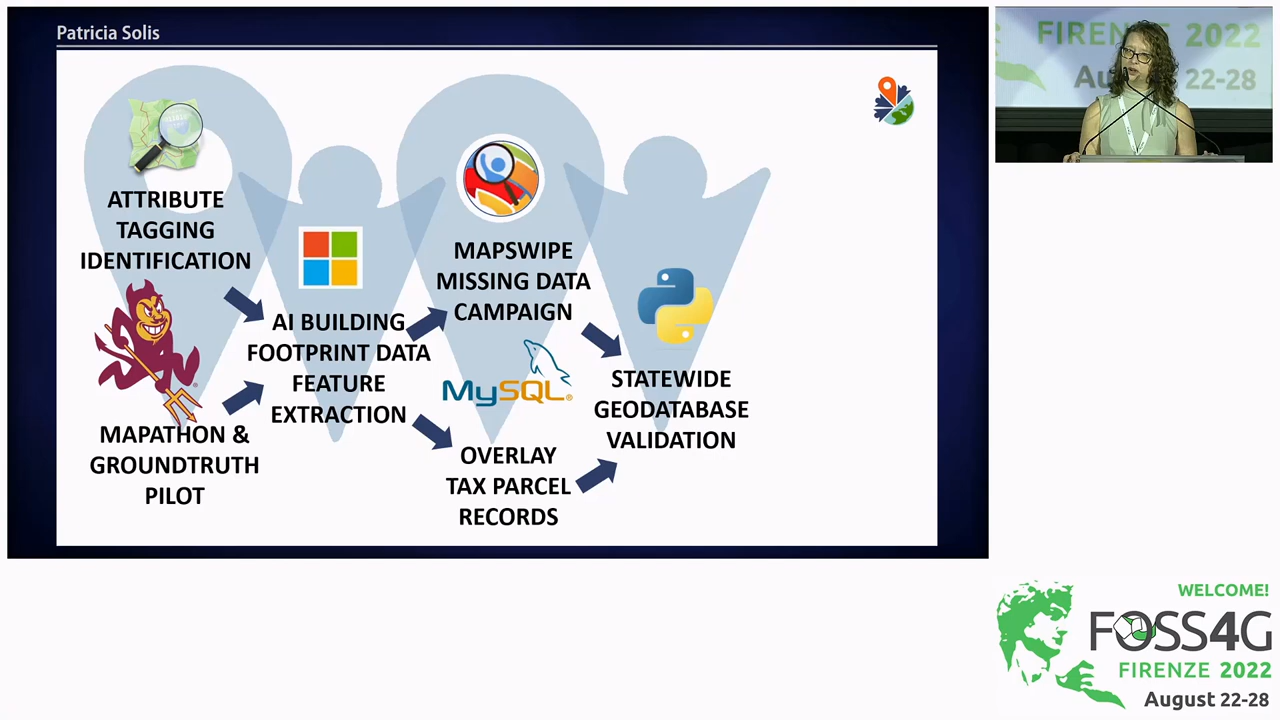 Patricia Solis
ATTRIBUTE
TAGGING
IDENTIFICATION
MAPATHON &
GROUNDTRUTH
PILOT
AI BUILDING
FOOTPRINT DATA
FEATURE
EXTRACTION
MAPSWIPE
MISSING DATA
CAMPAIGN
MySQL®
OVERLAY
TAX PARCEL
RECORDS
STATEWIDE
GEODATABASE
VALIDATION
FIRENZE 2022
22-28
WELCOME!
FOSS4G
FIRENZE 2022
August 22-28